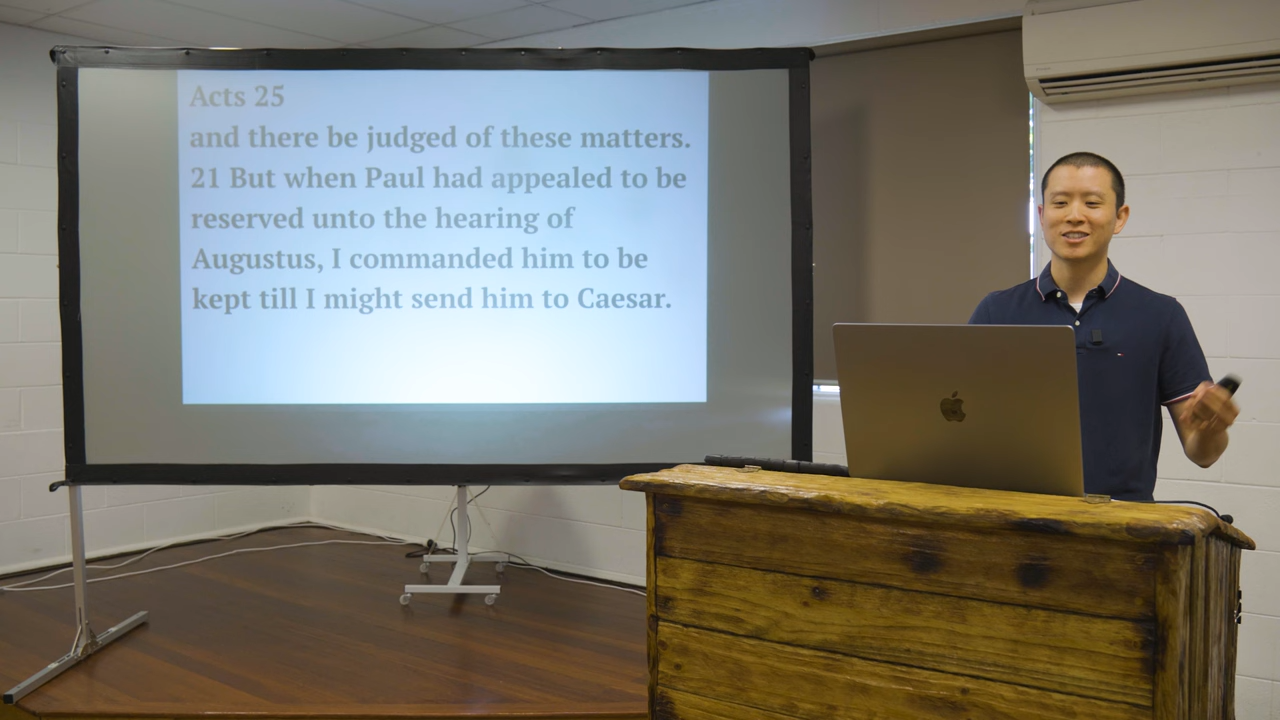 Acts 25
and there be judged of these matters.
21 But when Paul had appealed to be
reserved unto the hearing of
Augustus, I commanded him to be
kept till I might send him to Caesar.